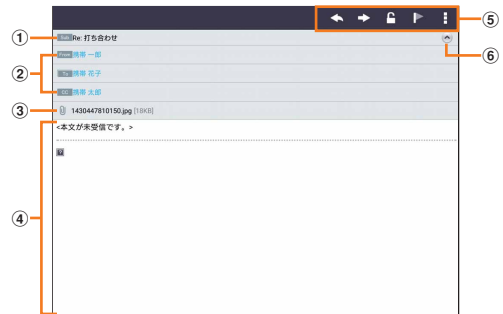 ⑤
① Sub Re: 打ち合わせ
⑥
② From 携帯 一郎
To 携帯 花子
CC 携帯 太郎
③ 1430447810150.jpg [18KB]
<本文が未受信です。>
④